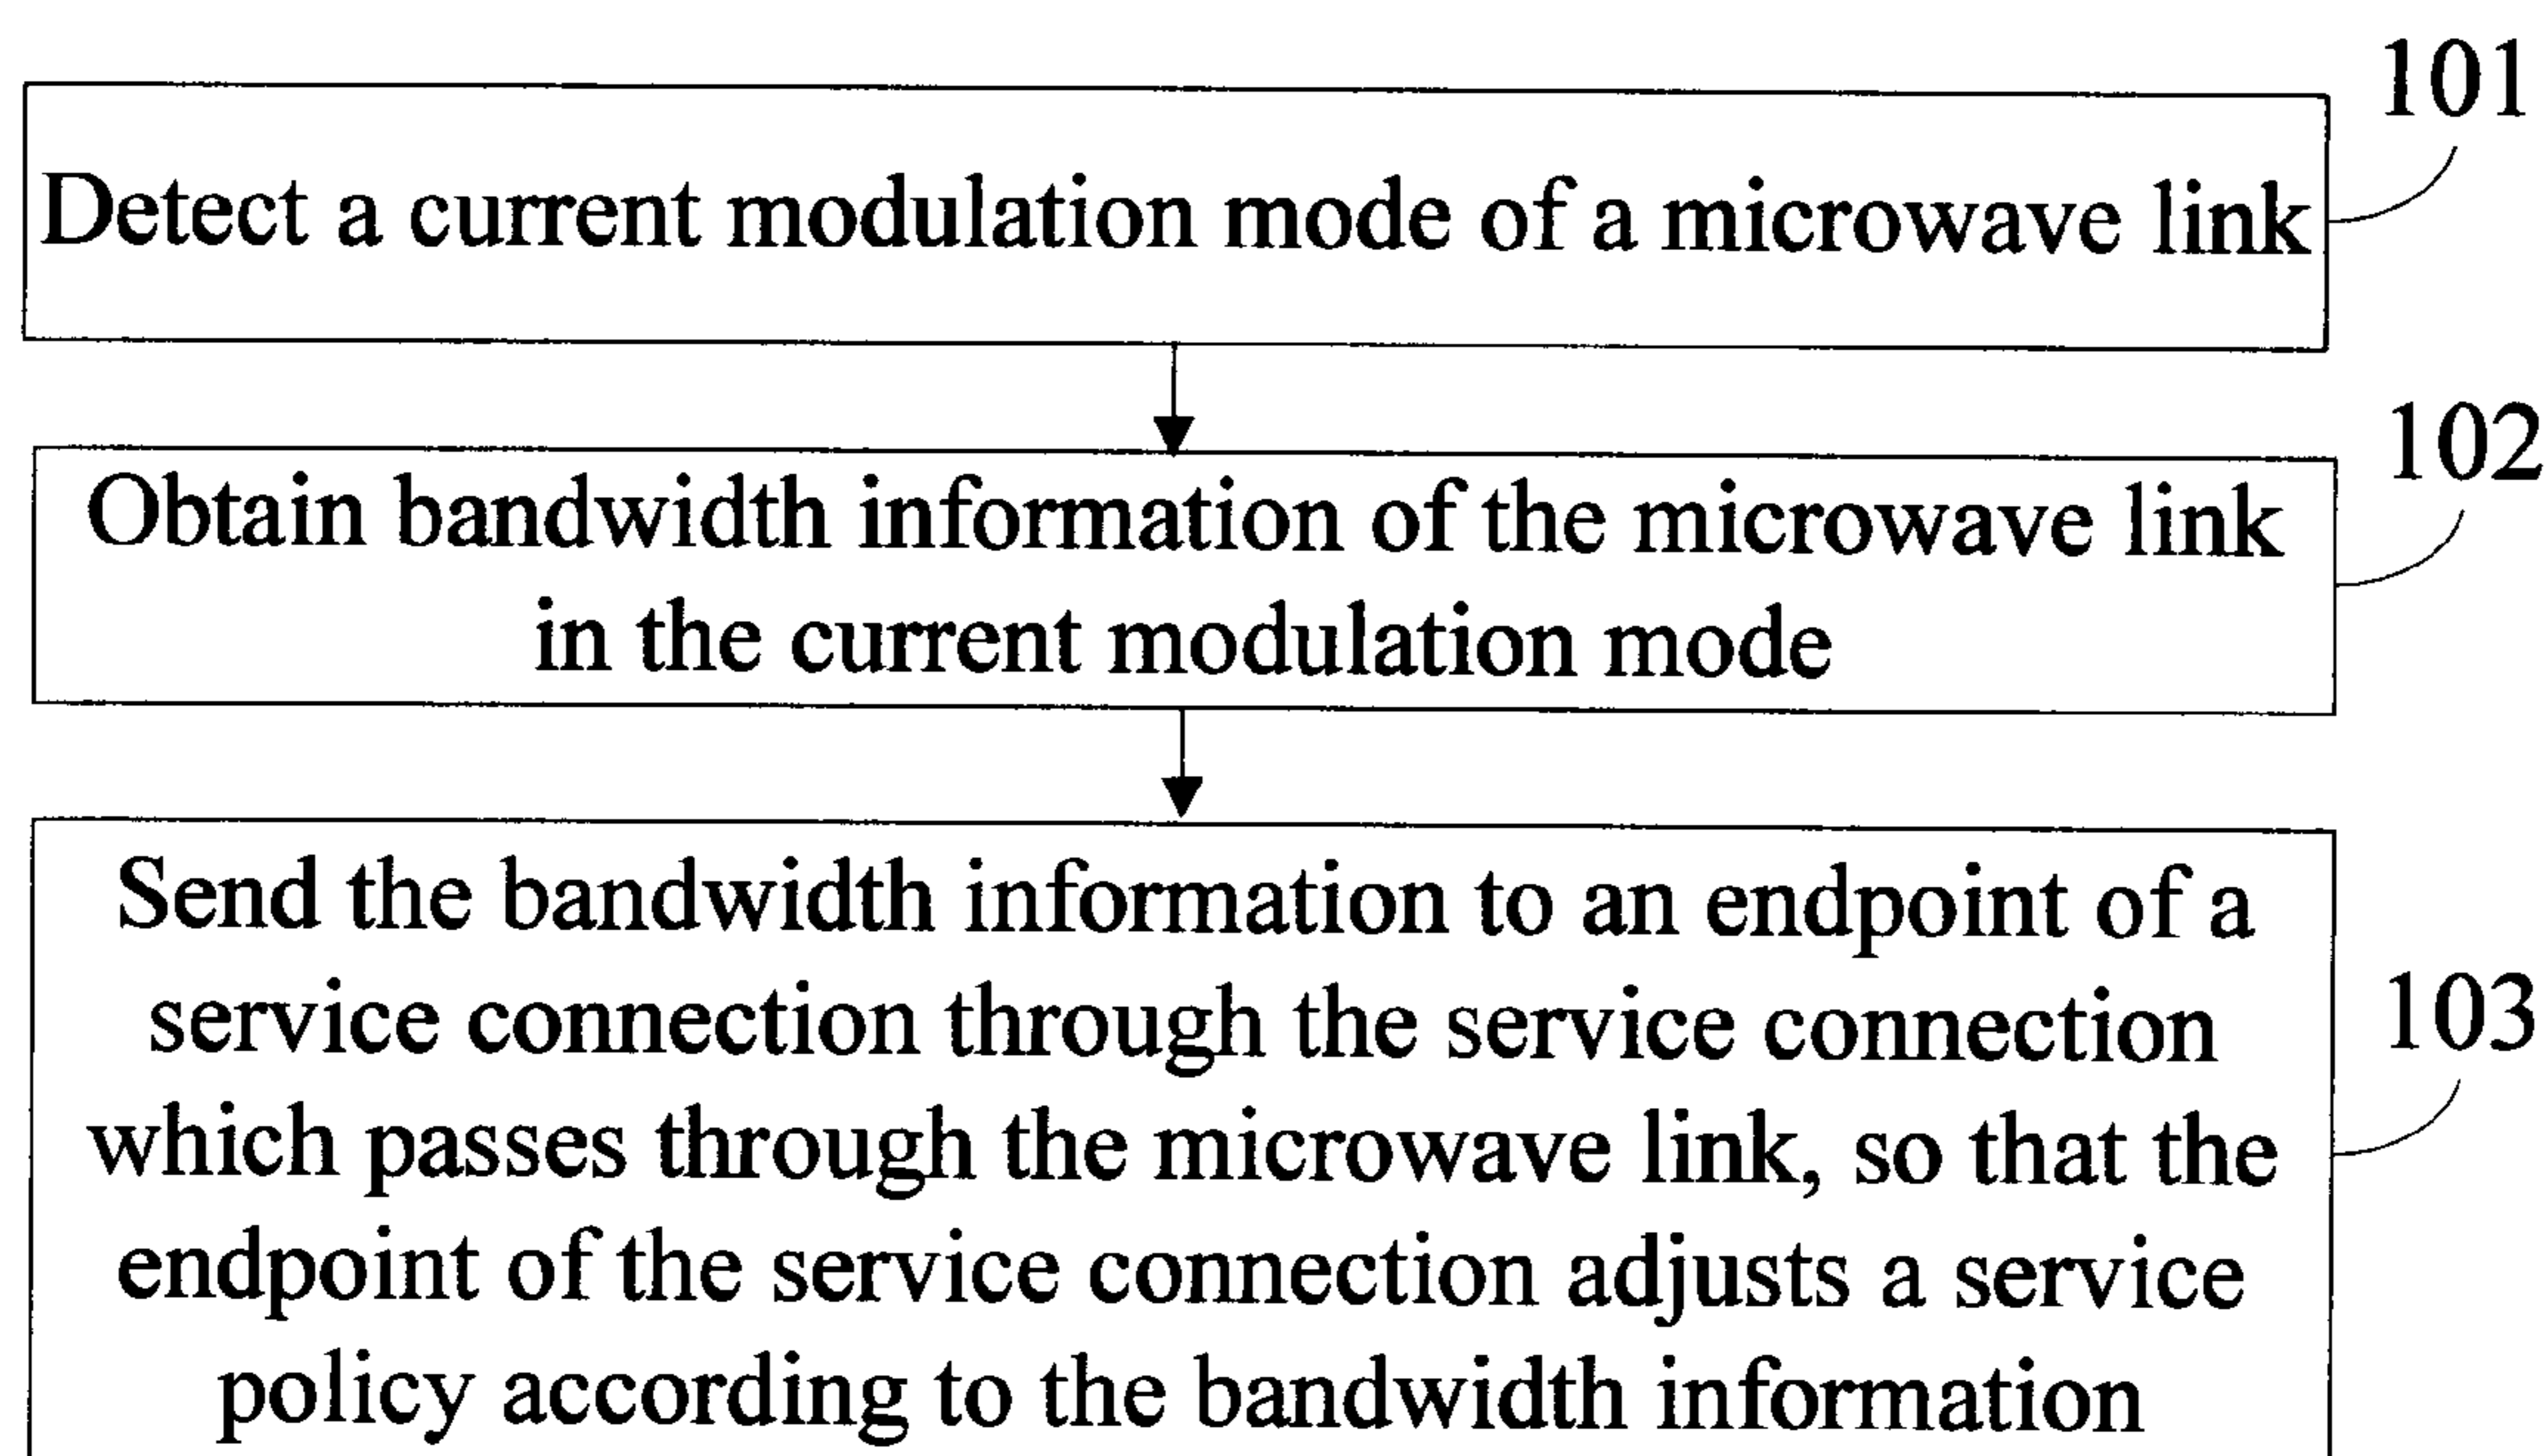 101
Detect a current modulation mode of a microwave link
102
Obtain bandwidth information of the microwave link
in the current modulation mode
Send the bandwidth information to an endpoint of a
service connection through the service connection
103
which passes through the microwave link, so that the
endpoint of the service connection adjusts a service
policy according to the bandwidth information